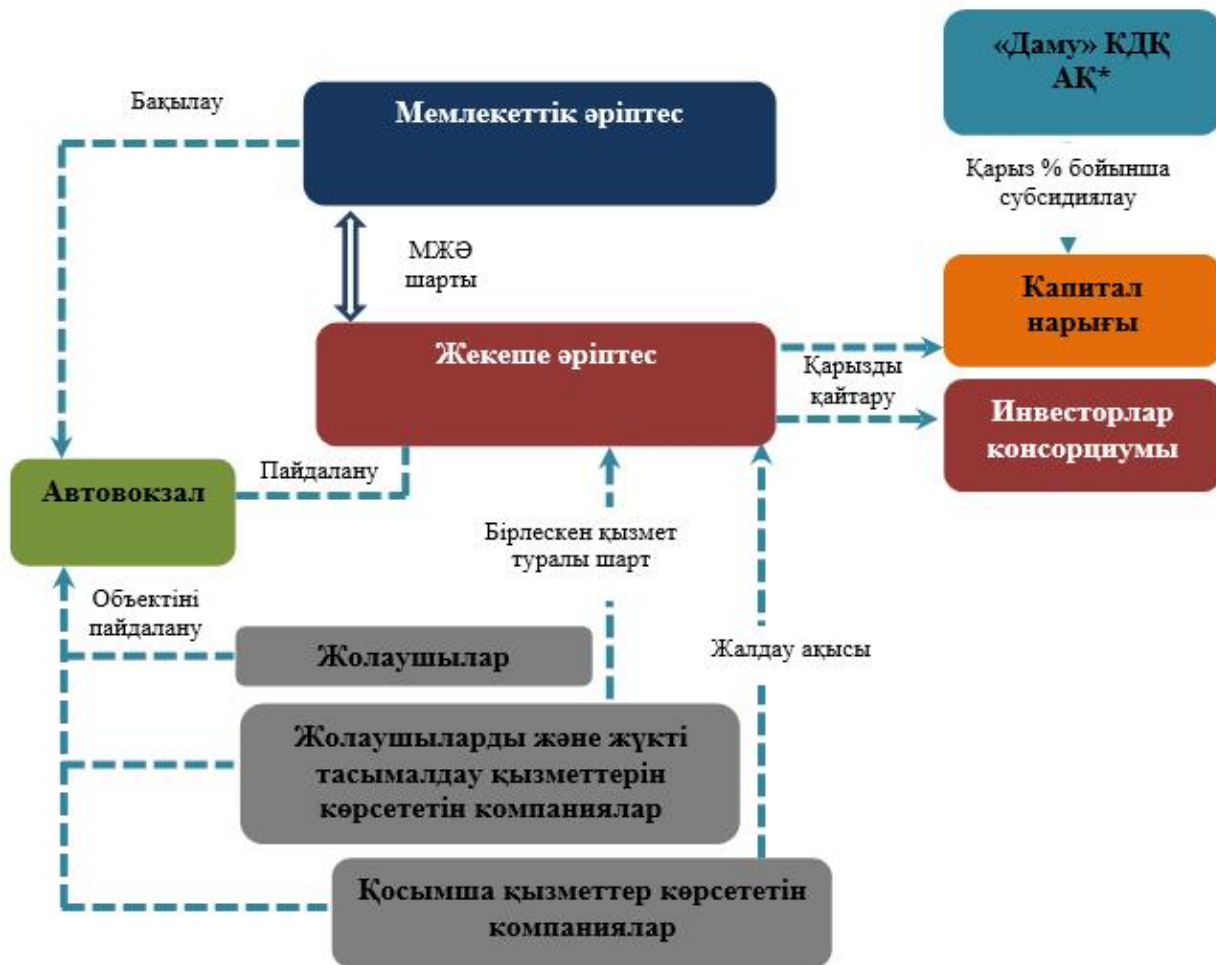 «Даму» КДҚ
АҚ*
Бақылау
Мемлекеттік әріптес
Қарыз % бойынша
субсидиялау
МЖӘ
шарты
Капитал
нарығы
Жекеше әріптес
Қарызды
қайтару
Инвесторлар
консорциумы
Автовокзал
Пайдалану
Бірлескен қызмет
туралы шарт
Объектіні
пайдалану
Жолаушылар
Жалдау ақысы
Жолаушыларды және жүкті
тасымалдау қызметтерін
көрсететін компаниялар
Қосымша қызметтер көрсететін
компаниялар